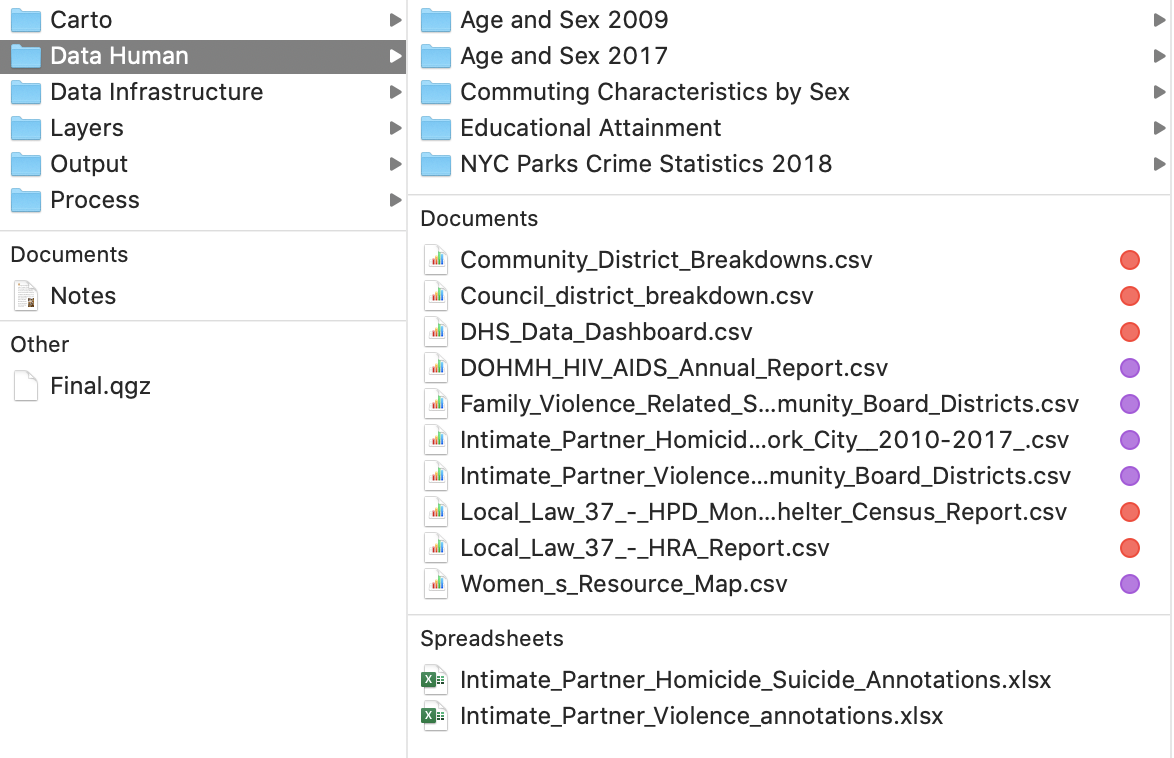 Carto
Data Human
Data Infrastructure
Layers
Output
Process
Documents
Notes
Other
Final.qgz
Age and Sex 2009
Age and Sex 2017
Commuting Characteristics by Sex
Educational Attainment
NYC Parks Crime Statistics 2018
Documents
Community_District_Breakdowns.csv
Council_district_breakdown.csv
DHS_Data_Dashboard.csv
DOHMH_HIV_AIDS_Annual_Report.csv
Family_Violence_Related_S...munity_Board_Districts.csv
Intimate_Partner_Homicid...ork_City__2010-2017_.csv
Intimate_Partner_Violence...munity_Board_Districts.csv
Local_Law_37_-_HPD_Mon...helter_Census_Report.csv
Local_Law_37_-_HRA_Report.csv
Women_s_Resource_Map.csv
Spreadsheets
Intimate_Partner_Homicide_Suicide_Annotations.xlsx
Intimate_Partner_Violence_annotations.xlsx